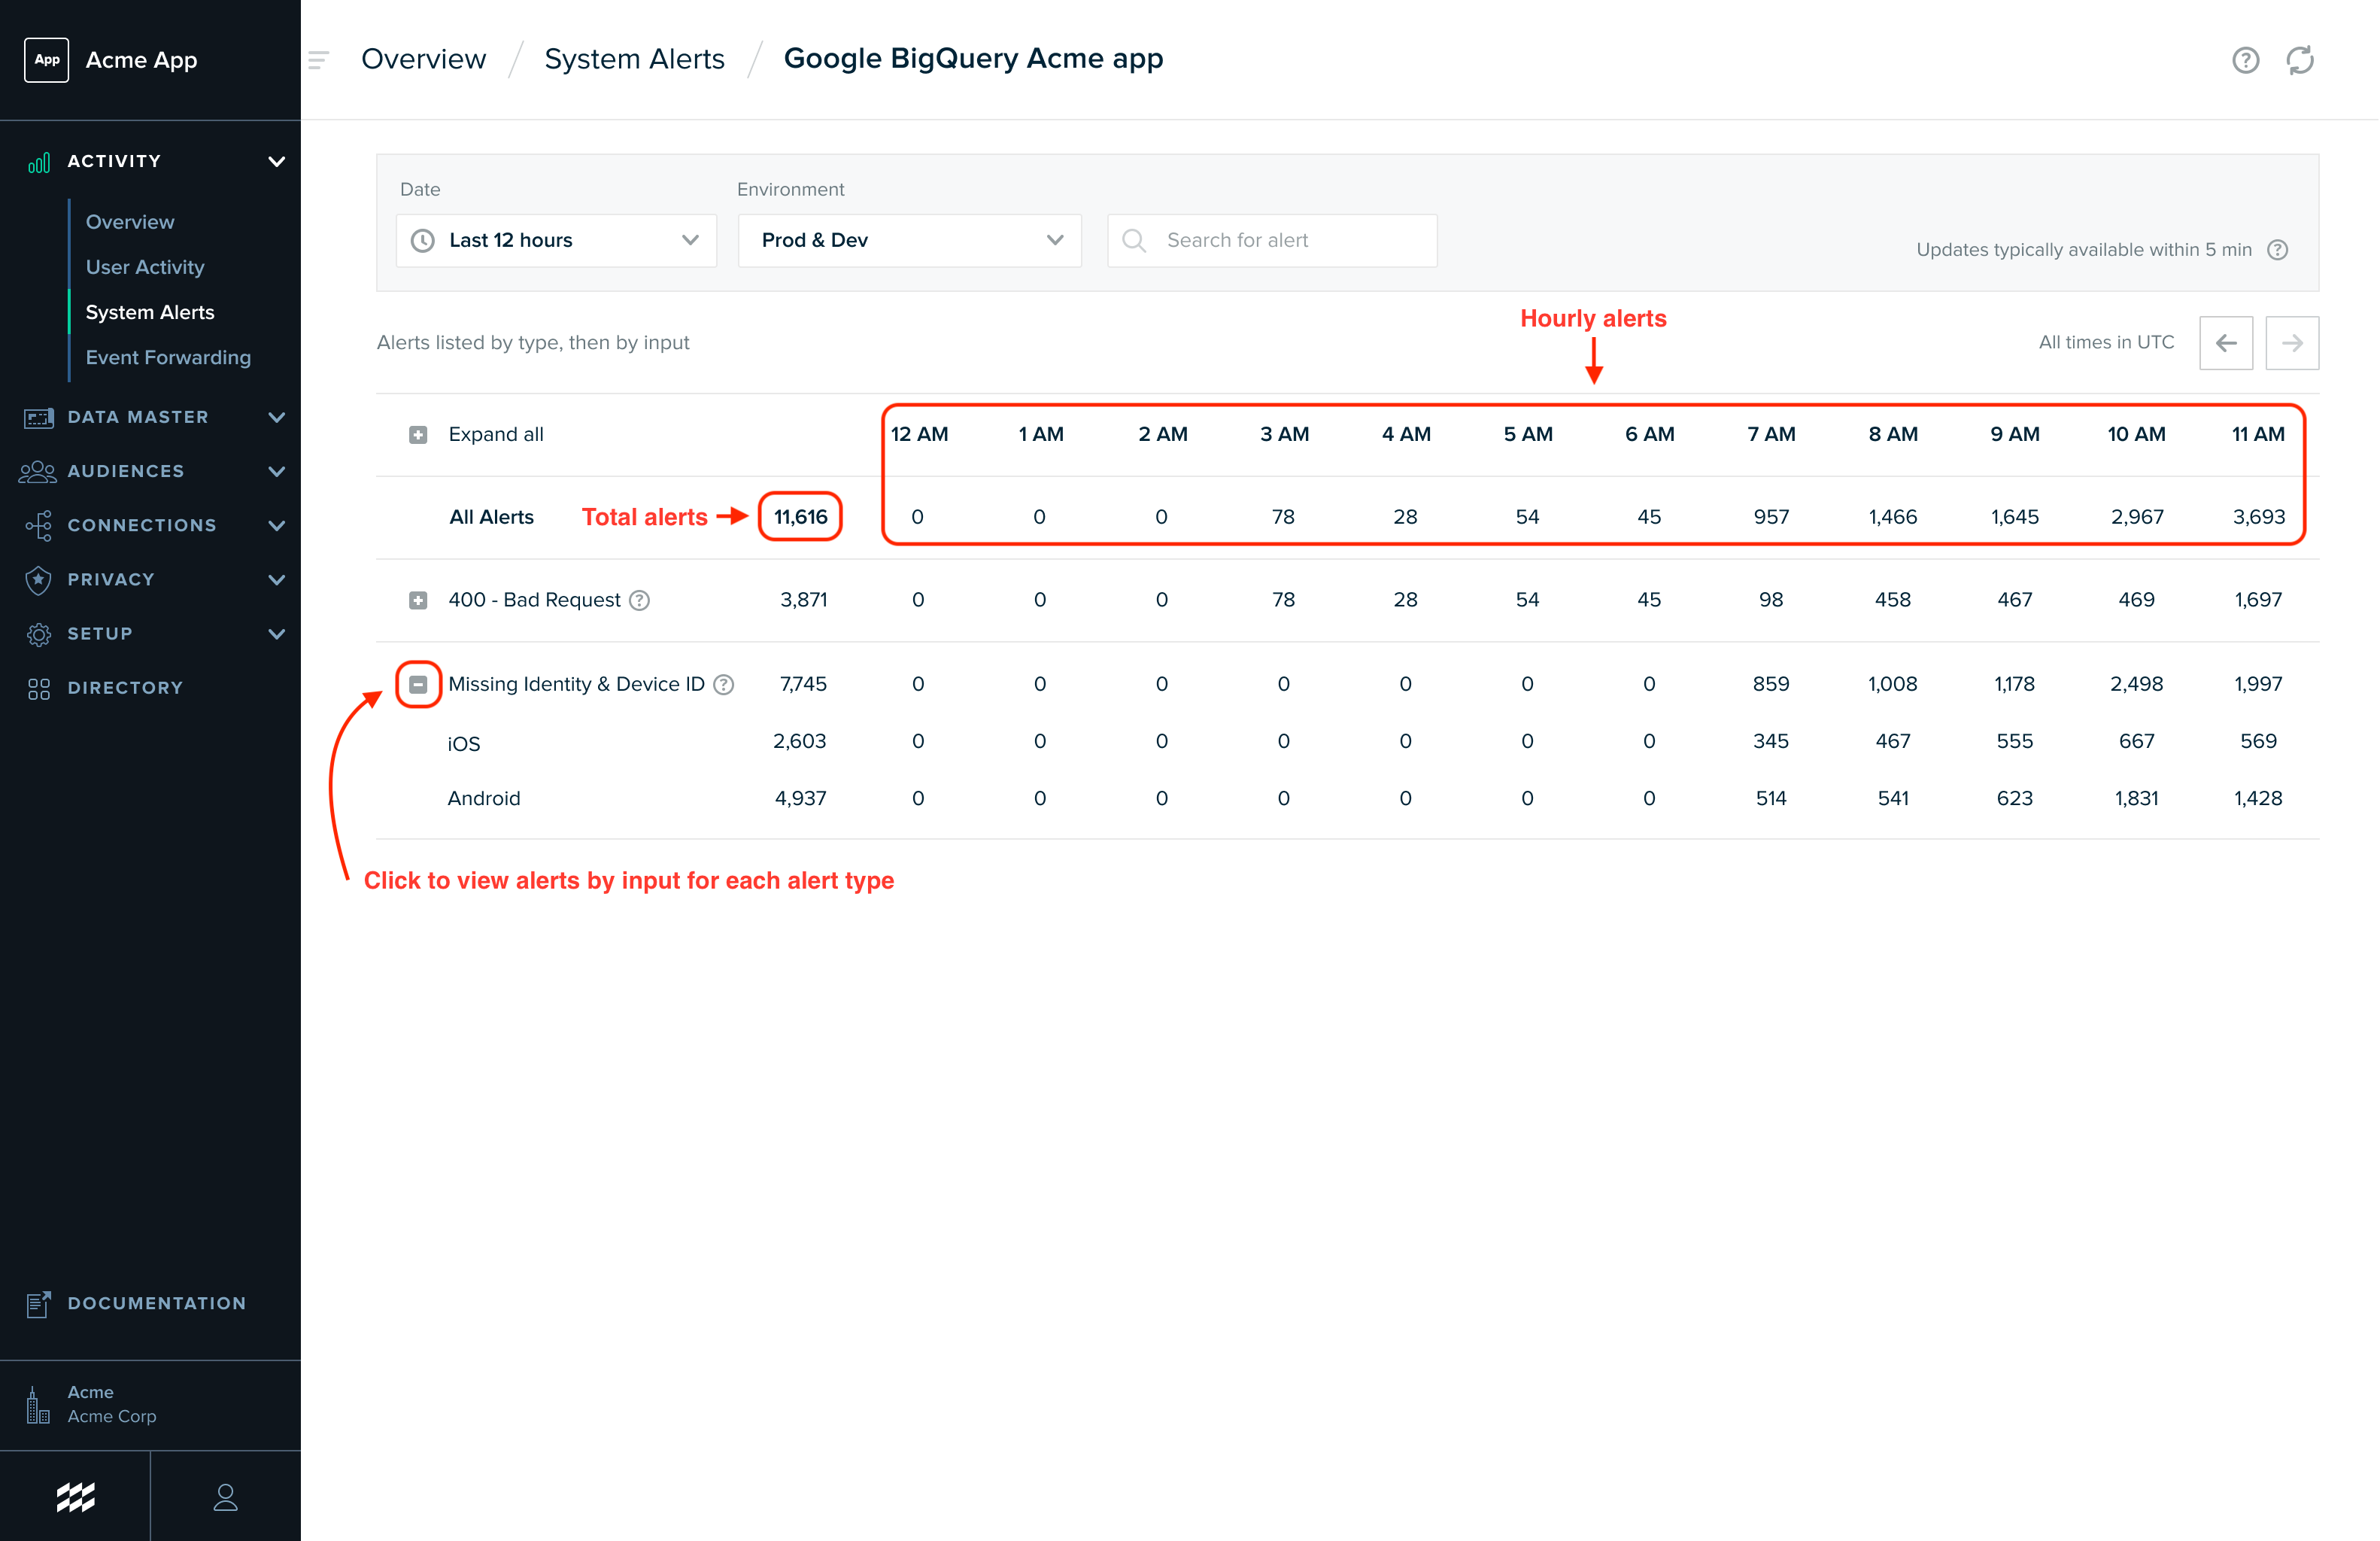 App Acme App
ACTIVITY
Overview
User Activity
System Alerts
Event Forwarding
DATA MASTER
AUDIENCES
CONNECTIONS
PRIVACY
SETUP
DIRECTORY
DOCUMENTATION
Acme
Acme Corp
Overview / System Alerts / Google BigQuery Acme app
Date Environment
Last 12 hours Prod & Dev Search for alert
Updates typically available within 5 min
Hourly alerts
Alerts listed by type, then by input All times in UTC
Expand all 12 AM 1 AM 2 AM 3 AM 4 AM 5 AM 6 AM 7 AM 8 AM 9 AM 10 AM 11 AM
All Alerts Total alerts 11,616 0 0 0 78 28 54 45 957 1,466 1,645 2,967 3,693
400 - Bad Request 3,871 0 0 0 78 28 54 45 98 458 467 469 1,697
Missing Identity & Device ID 7,745 0 0 0 0 0 0 0 859 1,008 1,178 2,498 1,997
iOS 2,603 0 0 0 0 0 0 0 345 467 555 667 569
Android 4,937 0 0 0 0 0 0 0 514 541 623 1,831 1,428
Click to view alerts by input for each alert type